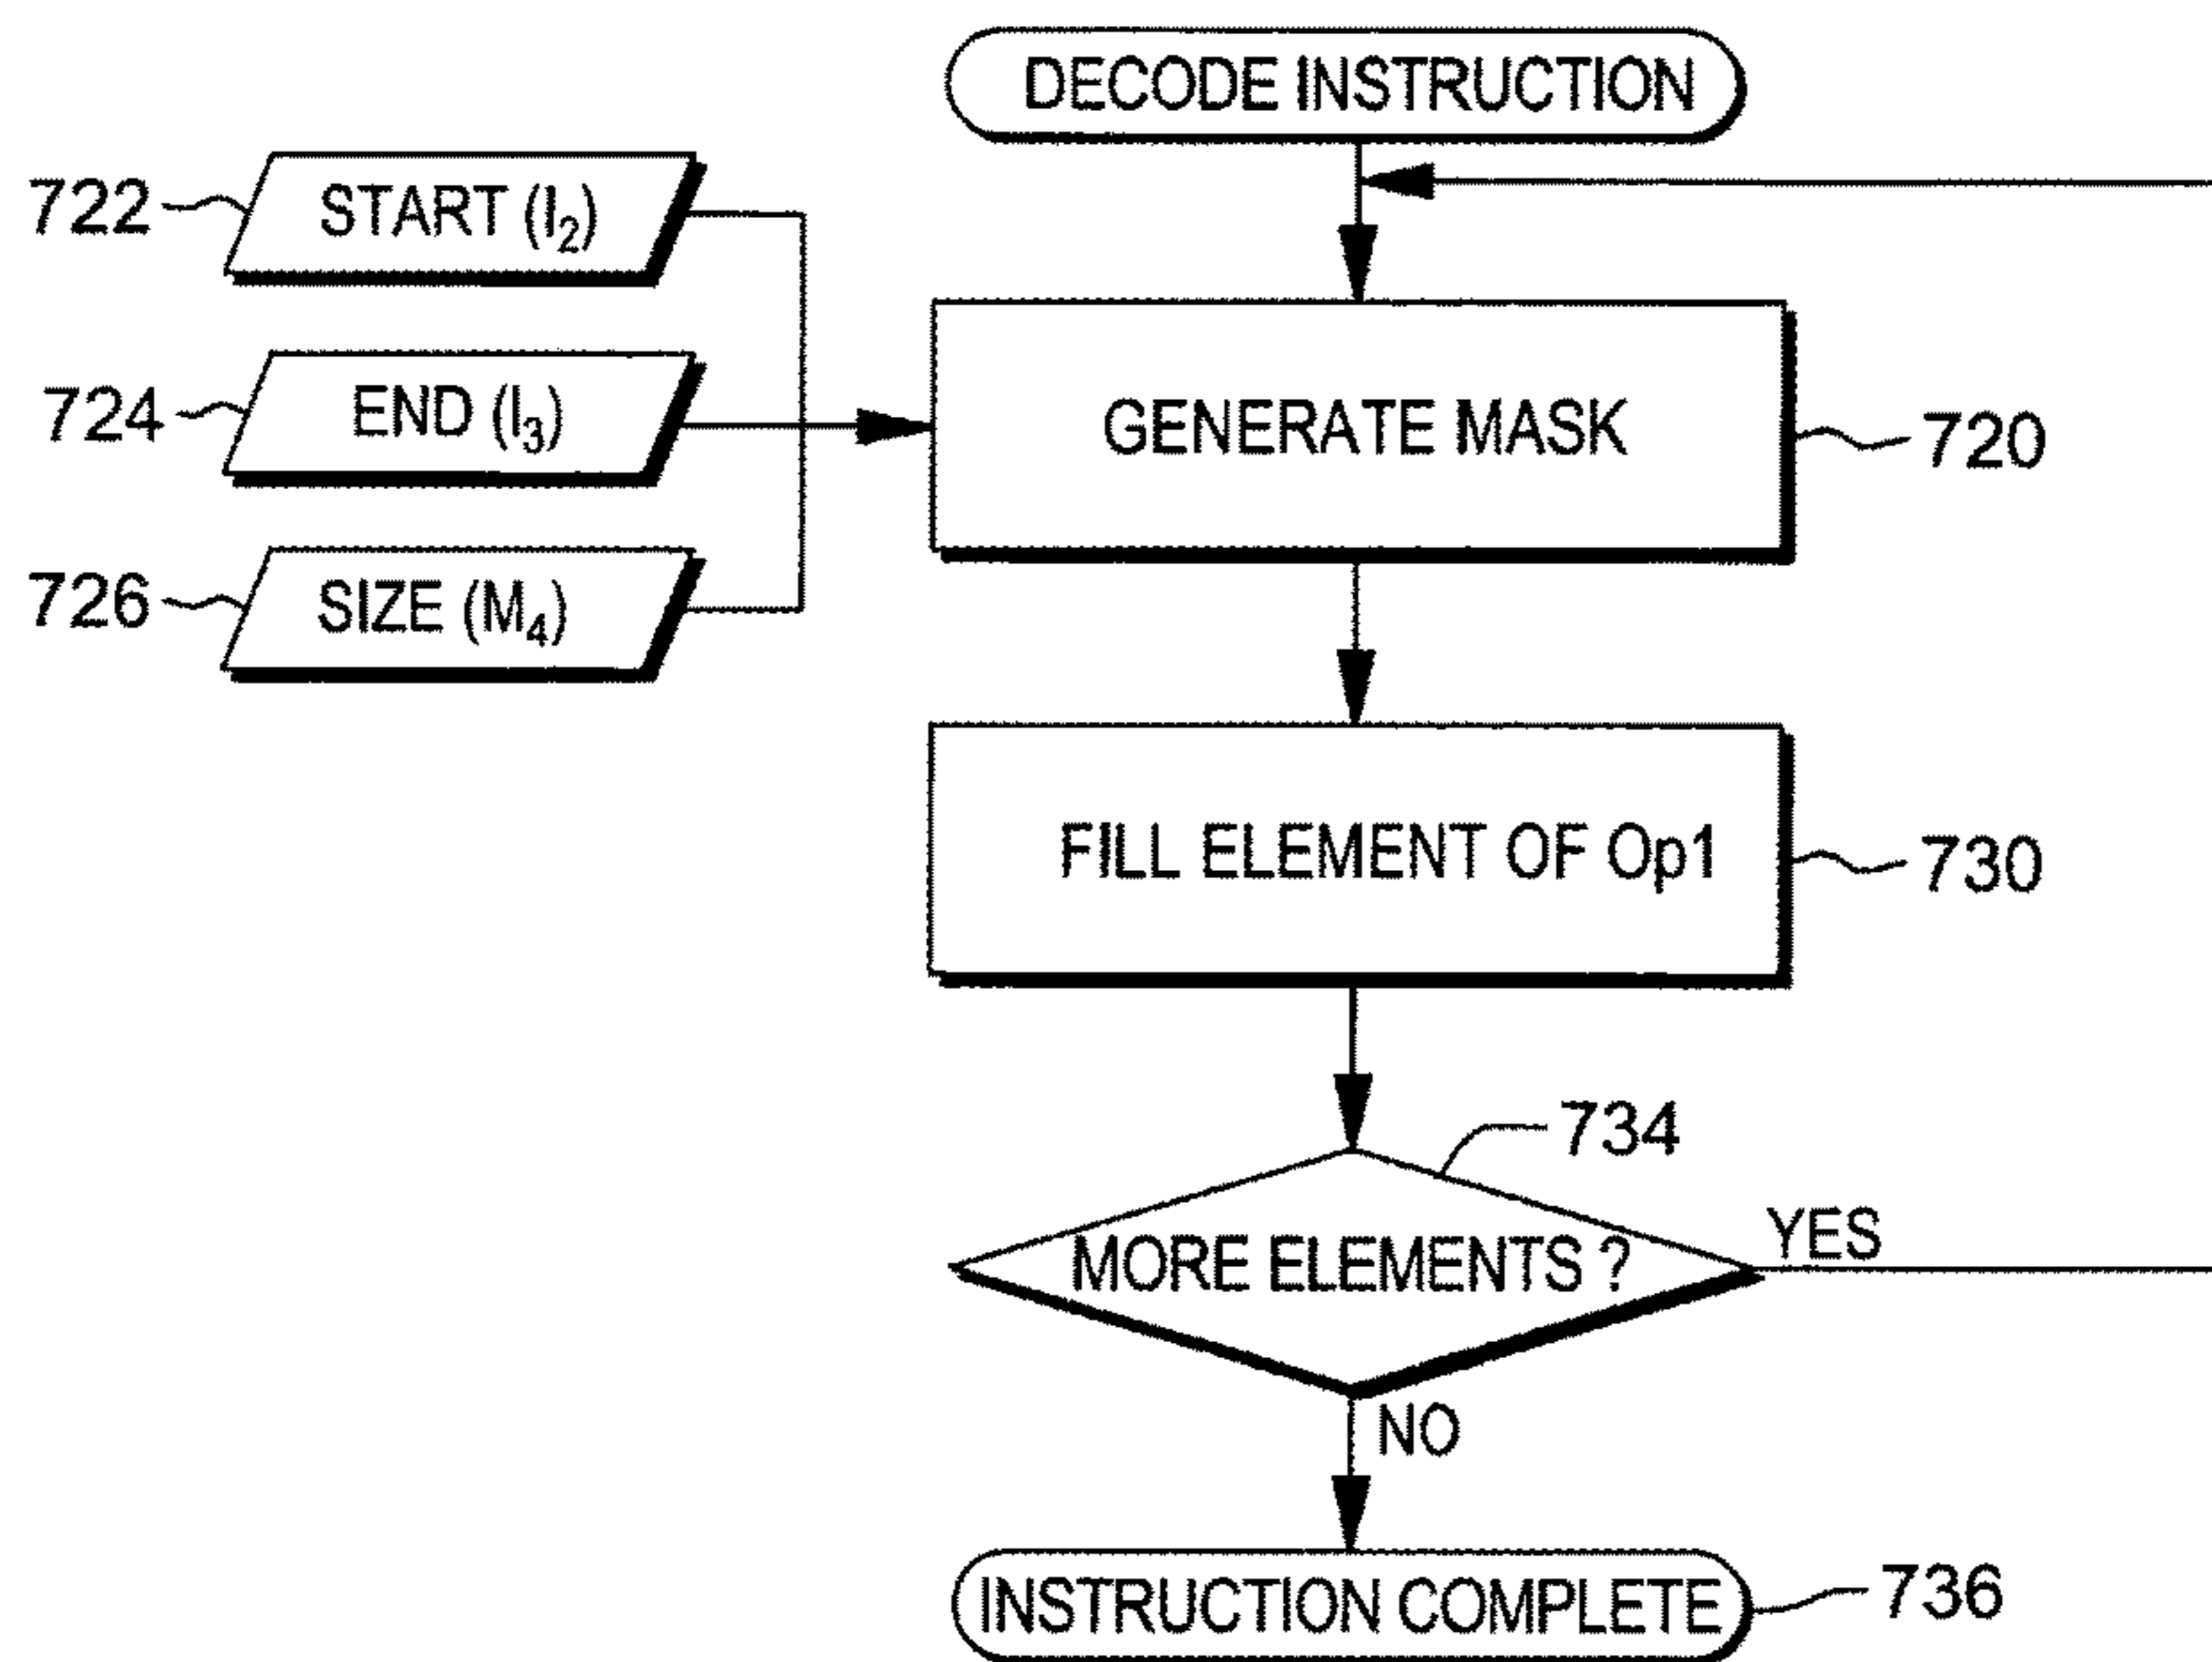 DECODE INSTRUCTION
722 START (I2)
724 END (I3)
726 SIZE (M4)
GENERATE MASK 720
FILL ELEMENT OF Op1 730
734
MORE ELEMENTS ? YES
NO
INSTRUCTION COMPLETE 736